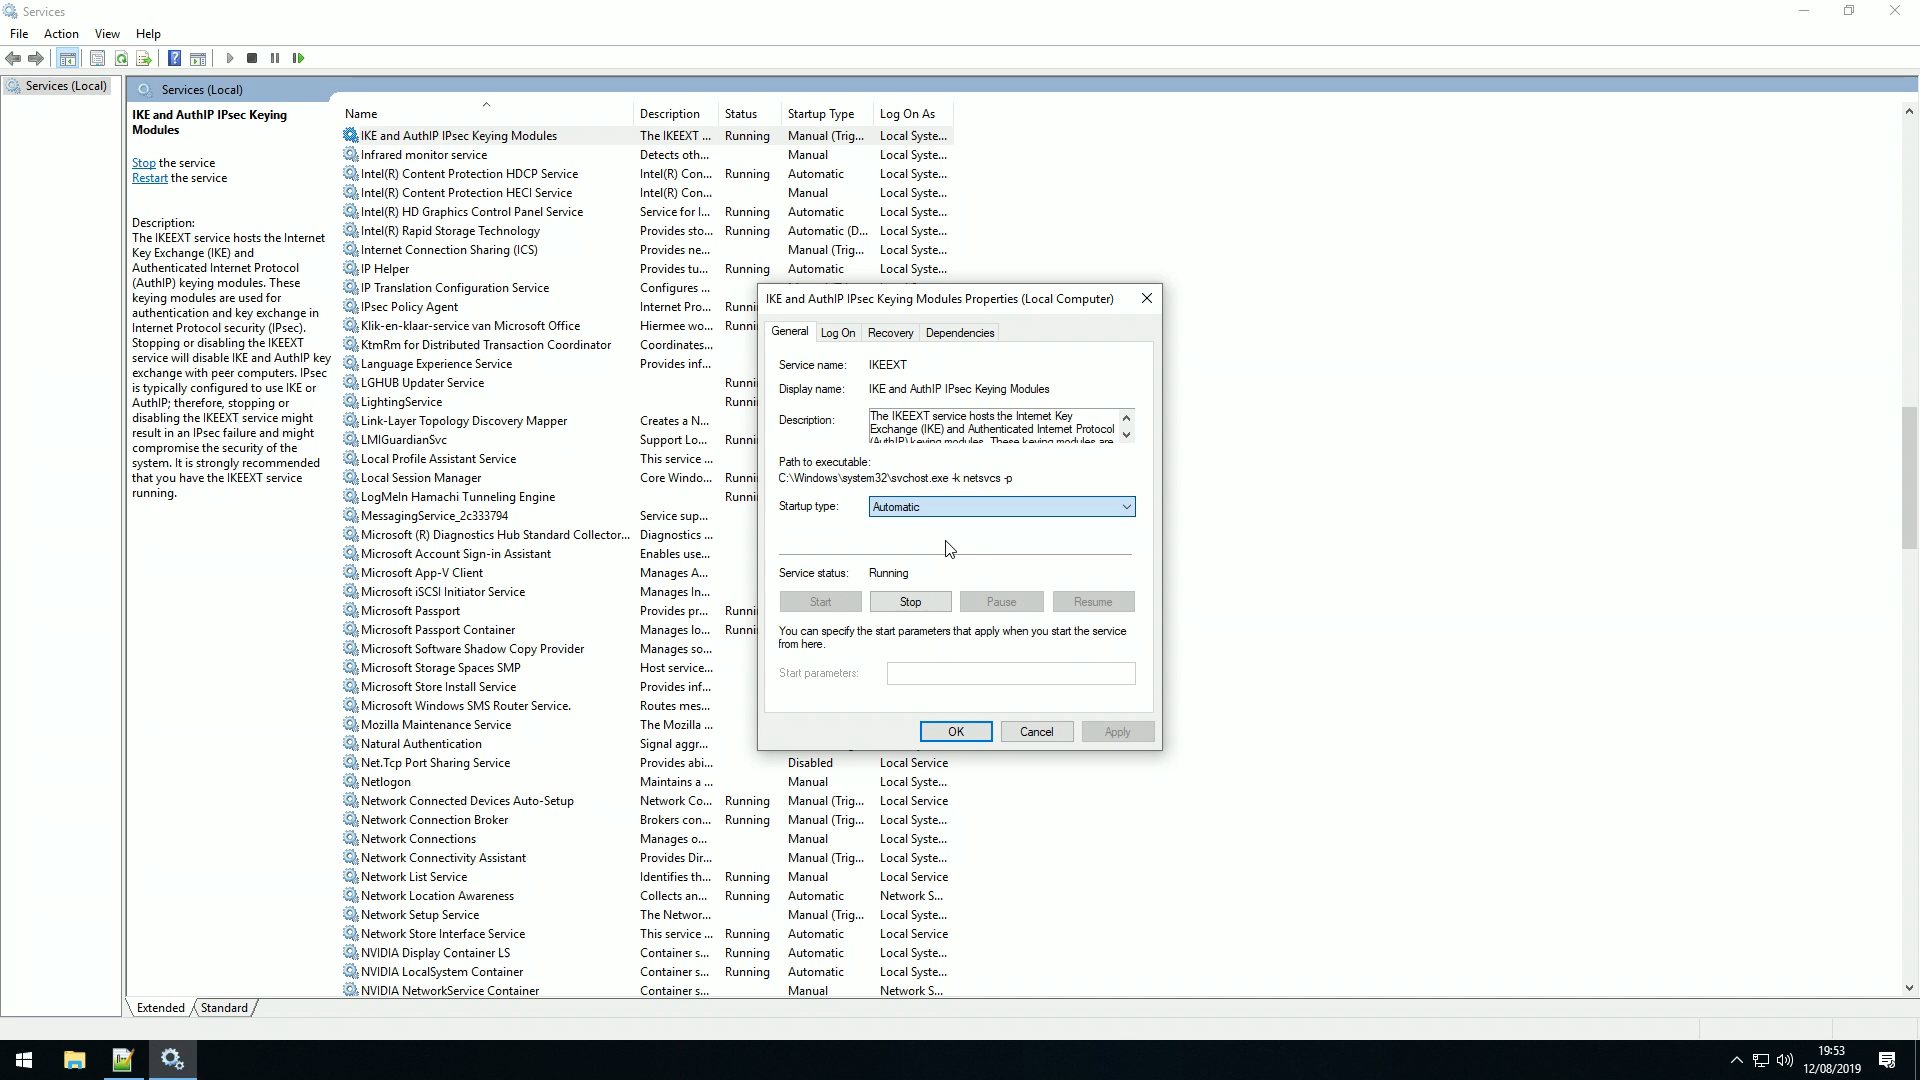 Services
File Action View Help
Services (Local)
Services (Local)
IKE and AuthIP IPsec Keying
Modules
Stop the service
Restart the service
Description:
The IKEEXT service hosts the Internet
Key Exchange (IKE) and
Authenticated Internet Protocol
(AuthIP) keying modules. These
keying modules are used for
authentication and key exchange in
Internet Protocol security (IPsec).
Stopping or disabling the IKEEXT
service will disable IKE and AuthIP key
exchange with peer computers. IPsec
is typically configured to use IKE or
AuthIP; therefore, stopping or
disabling the IKEEXT service might
result in an IPsec failure and might
compromise the security of the
system. It is strongly recommended
that you have the IKEEXT service
running.
Name Description Status Startup Type Log On As
IKE and AuthIP IPsec Keying Modules The IKEEXT ... Running Manual (Trig... Local Syste...
Infrared monitor service Detects oth... Manual Local Syste...
Intel(R) Content Protection HDCP Service Intel(R) Con... Running Automatic Local Syste...
Intel(R) Content Protection HECI Service Intel(R) Con... Manual Local Syste...
Intel(R) HD Graphics Control Panel Service Service for I... Running Automatic Local Syste...
Intel(R) Rapid Storage Technology Provides sto... Running Automatic (D... Local Syste...
Internet Connection Sharing (ICS) Provides ne... Manual (Trig... Local Syste...
IP Helper Provides tu... Running Automatic Local Syste...
IP Translation Configuration Service Configures ...
IPsec Policy Agent Internet Pro... Runni
Klik-en-klaar-service van Microsoft Office Hiermee wo... Runni
KtmRm for Distributed Transaction Coordinator Coordinates...
Language Experience Service Provides inf...
LGHUB Updater Service Runni
LightingService Runni
Link-Layer Topology Discovery Mapper Creates a N...
LMIGuardianSvc Support Lo... Runni
Local Profile Assistant Service This service ...
Local Session Manager Core Windo... Runni
LogMeIn Hamachi Tunneling Engine Runni
MessagingService_2c333794 Service sup...
Microsoft (R) Diagnostics Hub Standard Collector... Diagnostics ...
Microsoft Account Sign-in Assistant Enables use...
Microsoft App-V Client Manages A...
Microsoft iSCSI Initiator Service Manages In...
Microsoft Passport Provides pr... Runni
Microsoft Passport Container Manages lo... Runni
Microsoft Software Shadow Copy Provider Manages so...
Microsoft Storage Spaces SMP Host service...
Microsoft Store Install Service Provides inf...
Microsoft Windows SMS Router Service. Routes mes...
Mozilla Maintenance Service The Mozilla ...
Natural Authentication Signal aggr...
Net.Tcp Port Sharing Service Provides abi... Disabled Local Service
Netlogon Maintains a ... Manual Local Syste...
Network Connected Devices Auto-Setup Network Co... Running Manual (Trig... Local Service
Network Connection Broker Brokers con... Running Manual (Trig... Local Syste...
Network Connections Manages o... Manual Local Syste...
Network Connectivity Assistant Provides Dir... Manual (Trig... Local Syste...
Network List Service Identifies th... Running Manual Local Service
Network Location Awareness Collects an... Running Automatic Network S...
Network Setup Service The Networ... Manual (Trig... Local Syste...
Network Store Interface Service This service ... Running Automatic Local Service
NVIDIA Display Container LS Container s... Running Automatic Local Syste...
NVIDIA LocalSystem Container Container s... Running Automatic Local Syste...
NVIDIA NetworkService Container Container s... Manual Network S...
IKE and AuthIP IPsec Keying Modules Properties (Local Computer)
General Log On Recovery Dependencies
Service name: IKEEXT
Display name: IKE and AuthIP IPsec Keying Modules
Description: The IKEEXT service hosts the Internet Key
Exchange (IKE) and Authenticated Internet Protocol
(AuthIP) keying modules. These keying modules are
Path to executable:
C:\Windows\system32\svchost.exe -k netsvcs -p
Startup type: Automatic
Service status: Running
Start Stop Pause Resume
You can specify the start parameters that apply when you start the service
from here.
Start parameters:
OK Cancel Apply
Extended Standard
19:53
12/08/2019